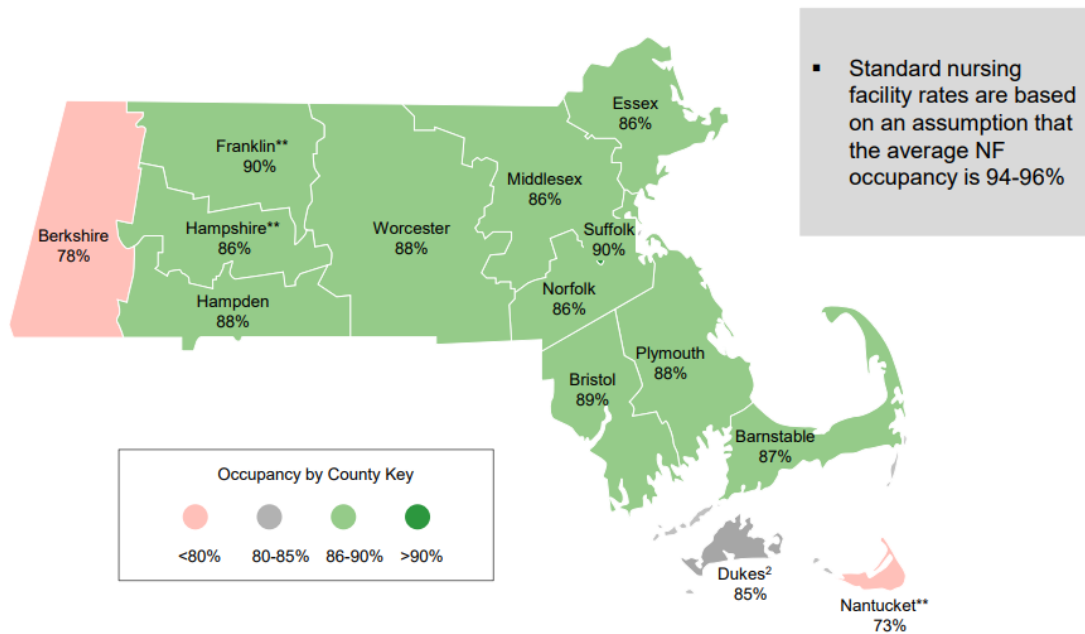 ▪ Standard nursing
facility rates are based
on an assumption that
the average NF
occupancy is 94-96%
Essex
86%
Franklin**
90%
Middlesex
86%
Berkshire
78%
Hampshire**
86%
Worcester
88%
Suffolk
90%
Norfolk
86%
Hampden
88%
Plymouth
88%
Bristol
89%
Barnstable
87%
Occupancy by County Key
<80%
80-85%
86-90%
>90%
Dukes²
85%
Nantucket**
73%